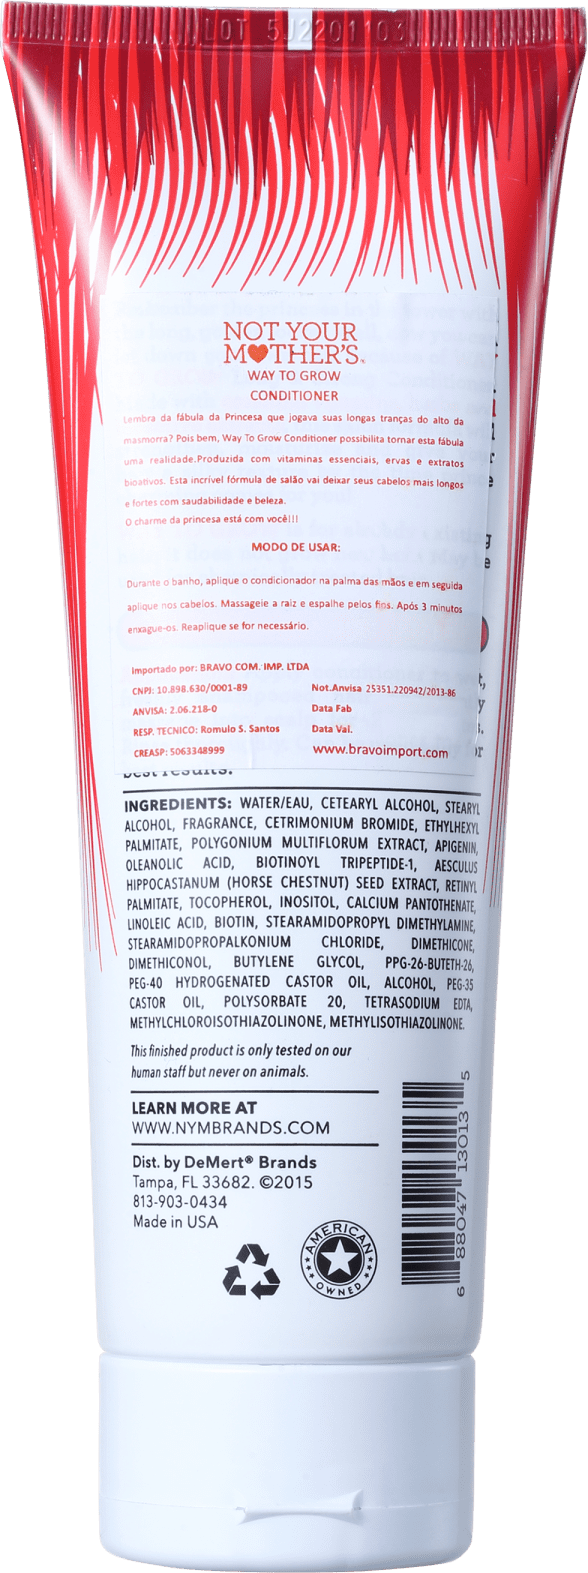 LOT 5J2201103
NOT YOUR
MOTHER'S®
WAY TO GROW
CONDITIONER
Lembra da fábula da Princesa que jogava suas longas tranças do alto da
masmorra? Pois bem, Way To Grow Conditioner possibilita tornar esta fábula
uma realidade.Produzida com vitaminas essenciais, ervas e extratos
bioativos. Esta incrível fórmula de salão vai deixar seus cabelos mais longos
e fortes com saudabilidade e beleza.
O charme da princesa está com você!!!
MODO DE USAR:
Durante o banho, aplique o condicionador na palma das mãos e em seguida
aplique nos cabelos. Massageie a raiz e espalhe pelos fins. Após 3 minutos
enxague-os. Reaplique se for necessário.
Importado por: BRAVO COM. IMP. LTDA
CNPJ: 10.898.630/0001-89 Not.Anvisa 25351.220942/2013-86
ANVISA: 2.06.218-0 Data Fab
RESP. TECNICO: Romulo S. Santos Data Val.
CREASP: 5063348999 www.bravoimport.com
best results.
INGREDIENTS: WATER/EAU, CETEARYL ALCOHOL, STEARYL
ALCOHOL, FRAGRANCE, CETRIMONIUM BROMIDE, ETHYLHEXYL
PALMITATE, POLYGONIUM MULTIFLORUM EXTRACT, APIGENIN,
OLEANOLIC ACID, BIOTINOYL TRIPEPTIDE-1, AESCULUS
HIPPOCASTANUM (HORSE CHESTNUT) SEED EXTRACT, RETINYL
PALMITATE, TOCOPHEROL, INOSITOL, CALCIUM PANTOTHENATE,
LINOLEIC ACID, BIOTIN, STEARAMIDOPROPYL DIMETHYLAMINE,
STEARAMIDOPROPALKONIUM CHLORIDE, DIMETHICONE,
DIMETHICONOL, BUTYLENE GLYCOL, PPG-26-BUTETH-26,
PEG-40 HYDROGENATED CASTOR OIL, ALCOHOL, PEG-35
CASTOR OIL, POLYSORBATE 20, TETRASODIUM EDTA,
METHYLCHLOROISOTHIAZOLINONE, METHYLISOTHIAZOLINONE.
This finished product is only tested on our
human staff but never on animals.
LEARN MORE AT
WWW.NYMBRANDS.COM
Dist. by DeMert® Brands
Tampa, FL 33682. ©2015
813-903-0434
Made in USA
AMERICAN
OWNED
6 88047 13013 5